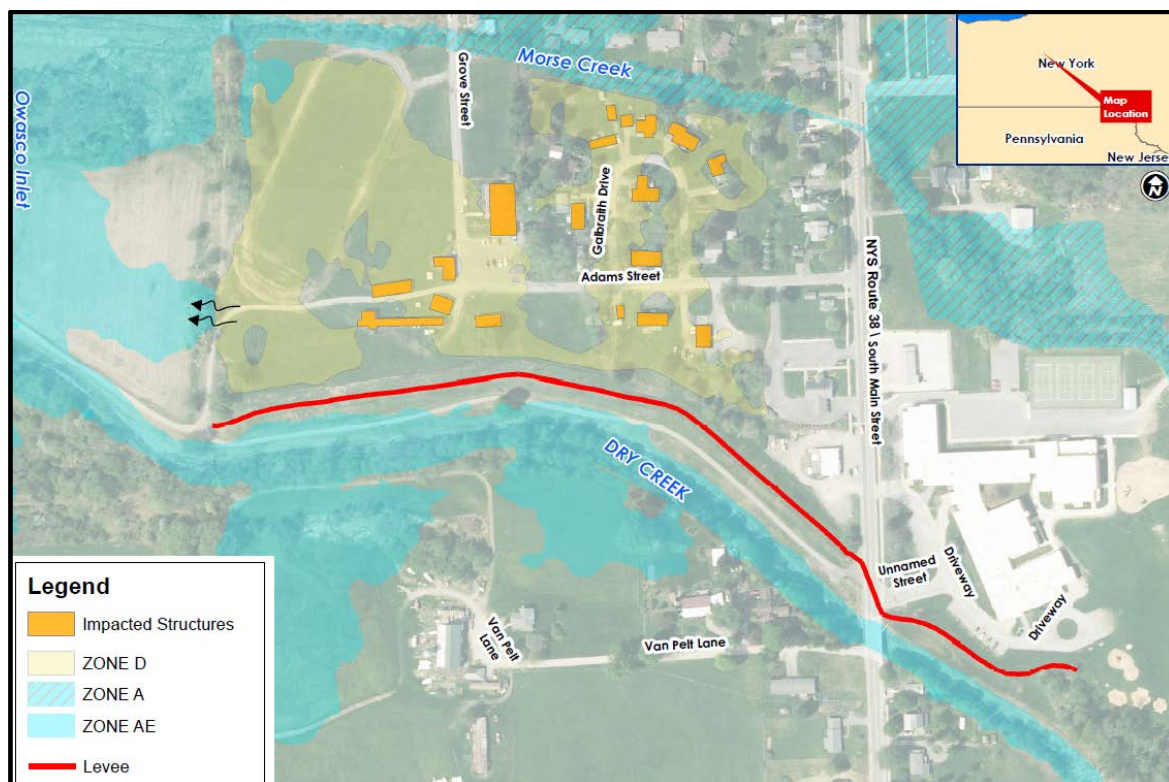 Morse Creek
Owasco Inlet
Grove Street
New York
Map
Location
Pennsylvania
New Jerse
Galbraith Drive
Adams Street
NYS Route 38 \ South Main Street
DRY CREEK
Unnamed
Street
Driveway
Driveway
Van Pelt
Lane
Van Pelt Lane
Legend
Impacted Structures
ZONE D
ZONE A
ZONE AE
Levee